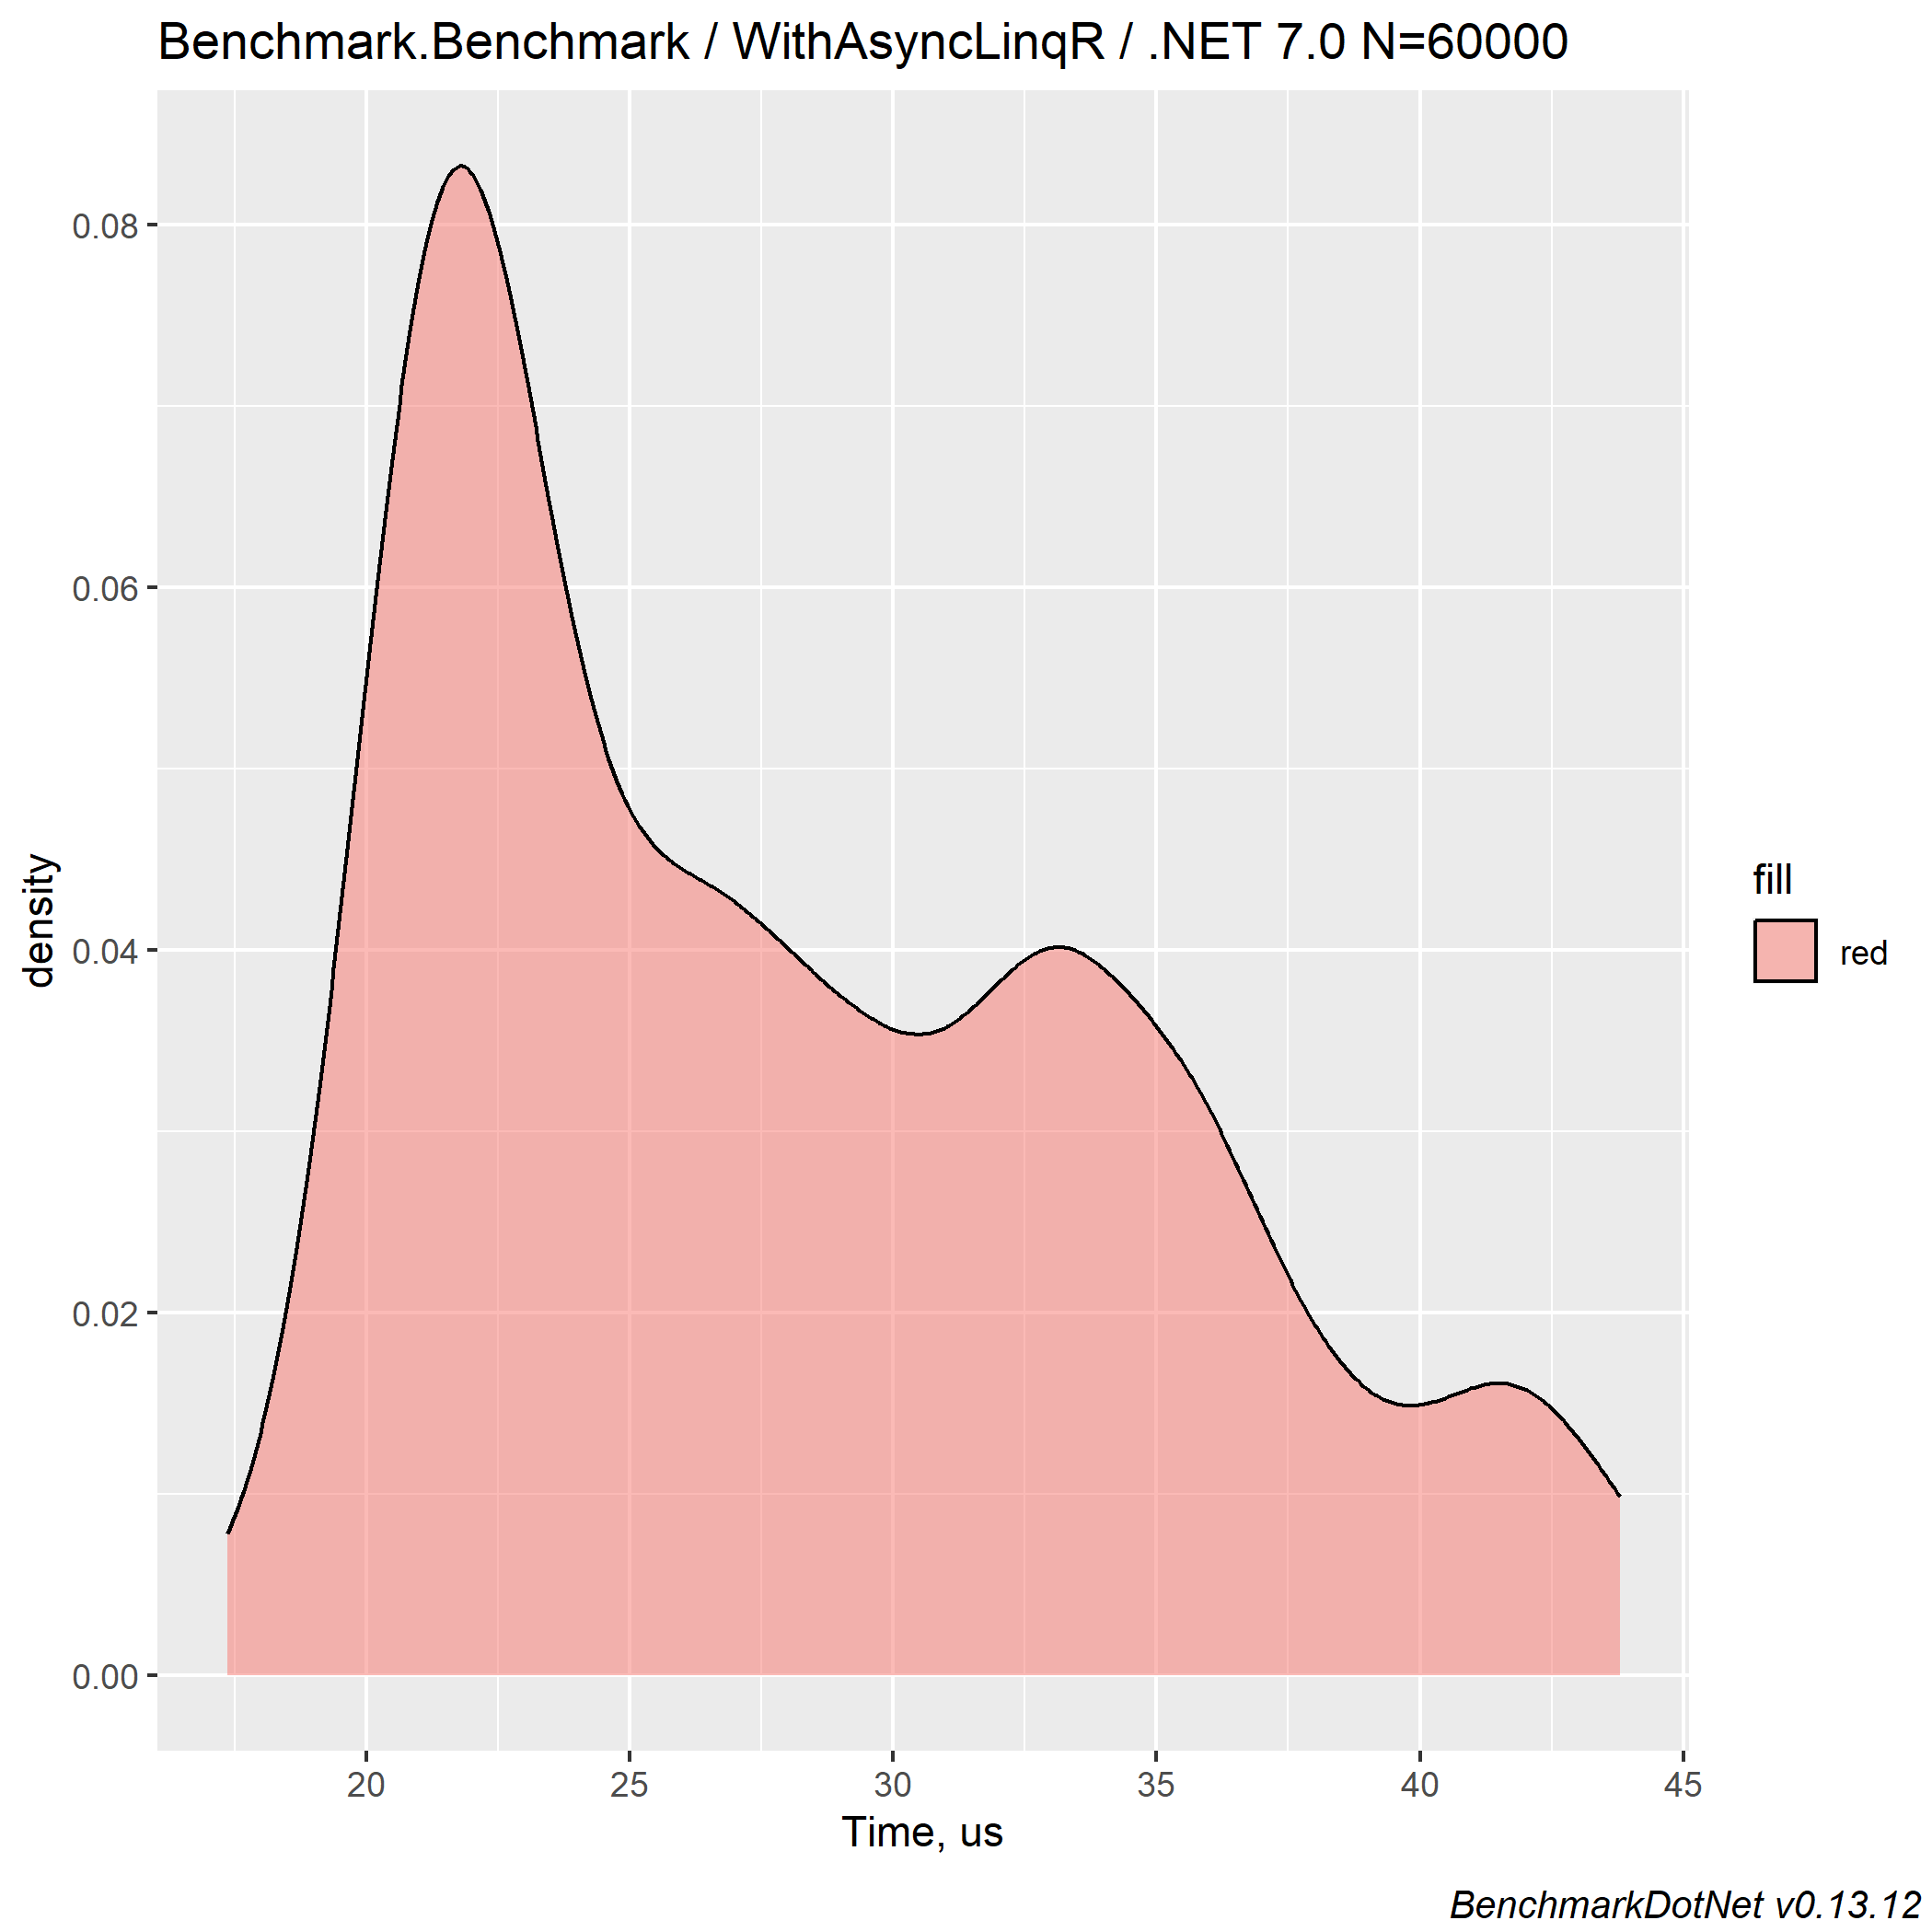 Benchmark.Benchmark / WithAsyncLinqR / .NET 7.0 N=60000
0.08
0.06
0.04
0.02
0.00
density
20 25 30 35 40 45
Time, us
fill
red
BenchmarkDotNet v0.13.12